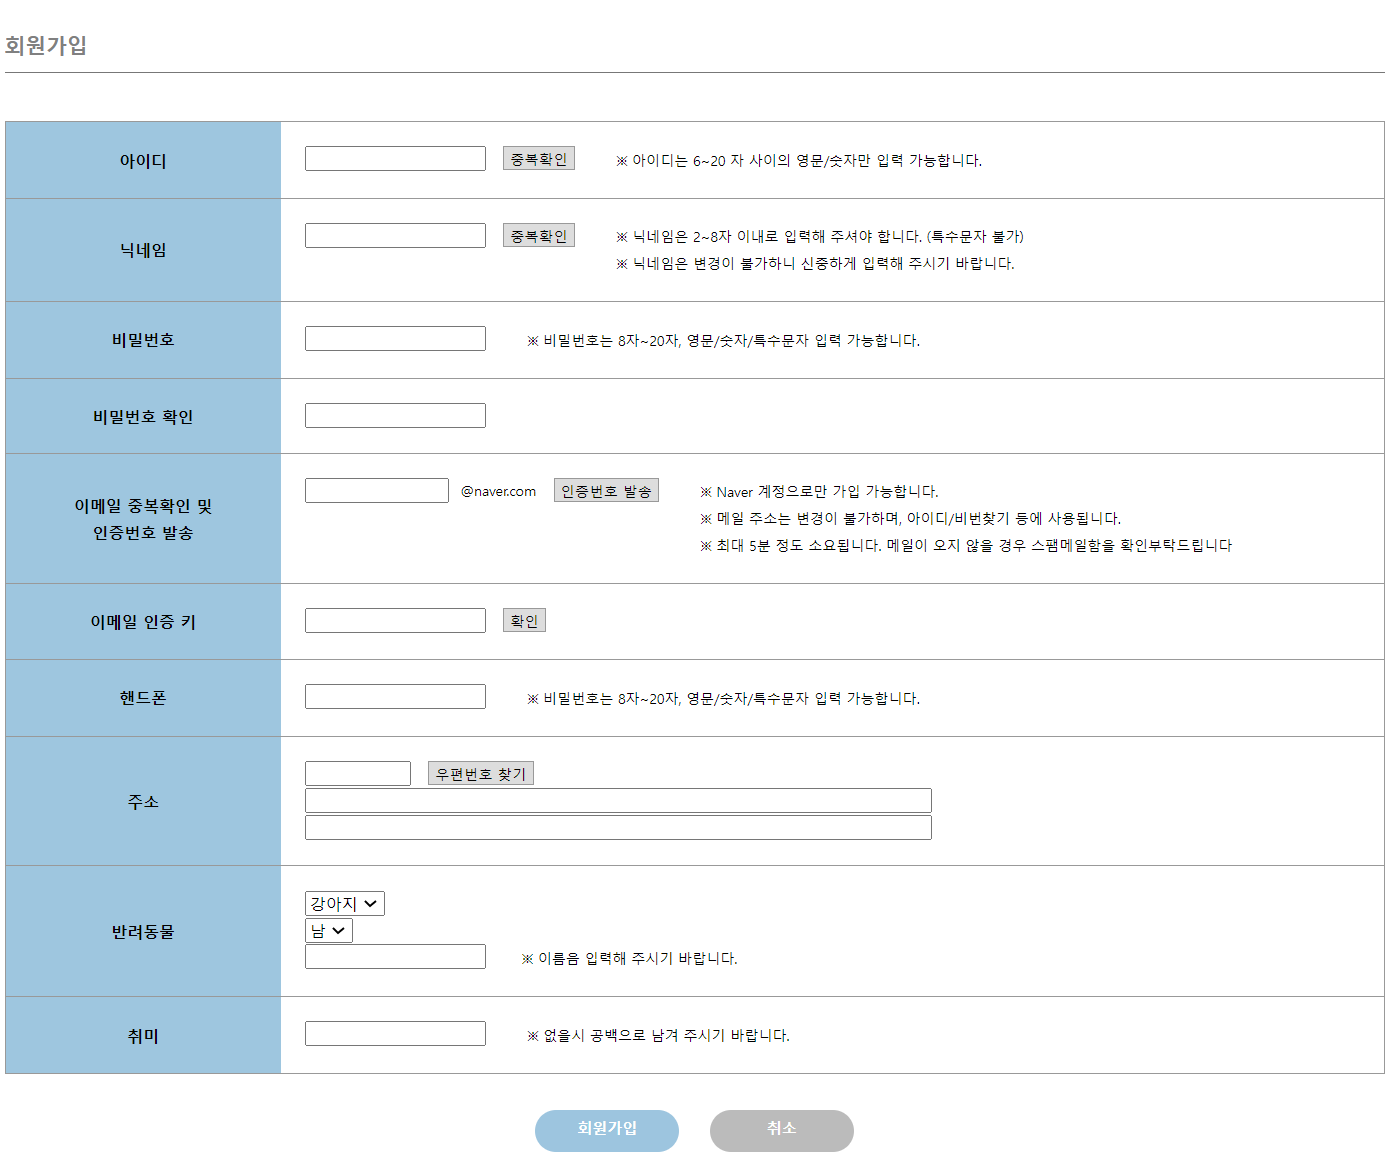 회원가입
아이디
중복확인
※ 아이디는 6~20 자 사이의 영문/숫자만 입력 가능합니다.
닉네임
중복확인
※ 닉네임은 2~8자 이내로 입력해 주셔야 합니다. (특수문자 불가)
※ 닉네임은 변경이 불가하니 신중하게 입력해 주시기 바랍니다.
비밀번호
※ 비밀번호는 8자~20자, 영문/숫자/특수문자 입력 가능합니다.
비밀번호 확인
이메일 중복확인 및
인증번호 발송
@naver.com
인증번호 발송
※ Naver 계정으로만 가입 가능합니다.
※ 메일 주소는 변경이 불가하며, 아이디/비번찾기 등에 사용됩니다.
※ 최대 5분 정도 소요됩니다. 메일이 오지 않을 경우 스팸메일함을 확인부탁드립니다
이메일 인증 키
확인
핸드폰
※ 비밀번호는 8자~20자, 영문/숫자/특수문자 입력 가능합니다.
주소
우편번호 찾기
반려동물
강아지
남
※ 이름음 입력해 주시기 바랍니다.
취미
※ 없을시 공백으로 남겨 주시기 바랍니다.
회원가입
취소